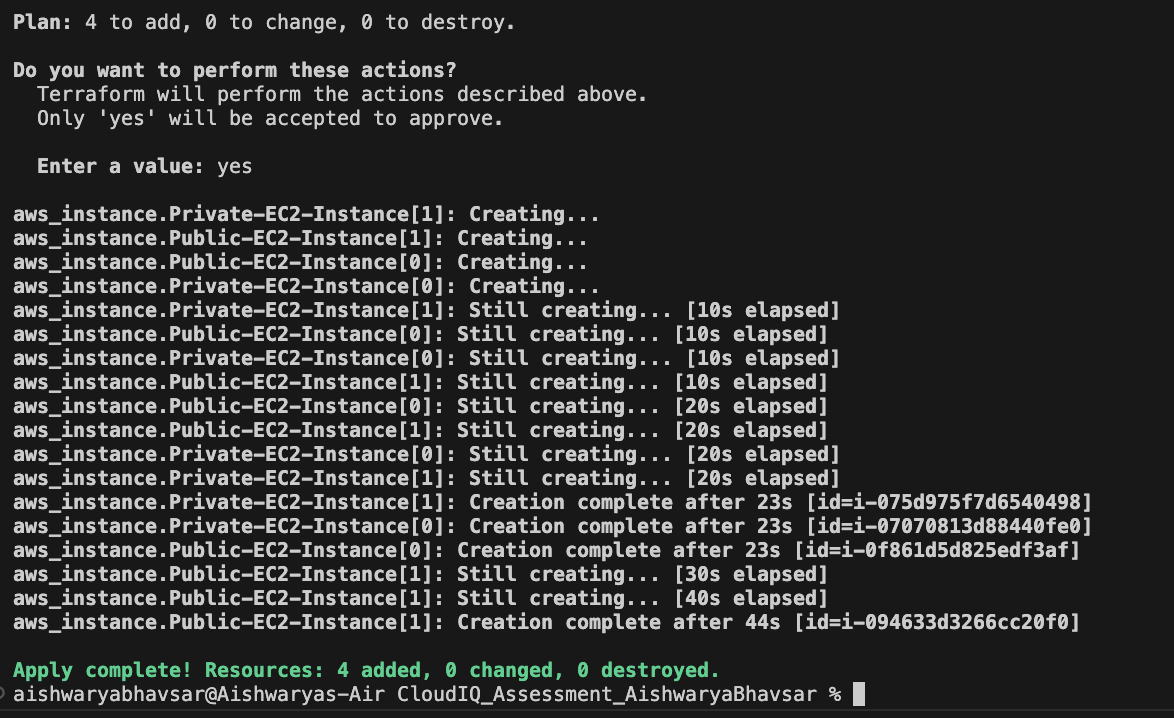 Plan: 4 to add, 0 to change, 0 to destroy.
Do you want to perform these actions?
Terraform will perform the actions described above.
Only 'yes' will be accepted to approve.
Enter a value: yes
aws_instance.Private-EC2-Instance[1]: Creating...
aws_instance.Public-EC2-Instance[1]: Creating...
aws_instance.Public-EC2-Instance[0]: Creating...
aws_instance.Private-EC2-Instance[0]: Creating...
aws_instance.Private-EC2-Instance[1]: Still creating... [10s elapsed]
aws_instance.Public-EC2-Instance[0]: Still creating... [10s elapsed]
aws_instance.Private-EC2-Instance[0]: Still creating... [10s elapsed]
aws_instance.Public-EC2-Instance[1]: Still creating... [10s elapsed]
aws_instance.Public-EC2-Instance[0]: Still creating... [20s elapsed]
aws_instance.Public-EC2-Instance[1]: Still creating... [20s elapsed]
aws_instance.Private-EC2-Instance[0]: Still creating... [20s elapsed]
aws_instance.Private-EC2-Instance[1]: Still creating... [20s elapsed]
aws_instance.Private-EC2-Instance[1]: Creation complete after 23s [id=i-075d975f7d6540498]
aws_instance.Private-EC2-Instance[0]: Creation complete after 23s [id=i-07070813d88440fe0]
aws_instance.Public-EC2-Instance[0]: Creation complete after 23s [id=i-0f861d5d825edf3af]
aws_instance.Public-EC2-Instance[1]: Still creating... [30s elapsed]
aws_instance.Public-EC2-Instance[1]: Still creating... [40s elapsed]
aws_instance.Public-EC2-Instance[1]: Creation complete after 44s [id=i-094633d3266cc20f0]
Apply complete! Resources: 4 added, 0 changed, 0 destroyed.
aishwaryabhavsar@Aishwaryas-Air CloudIQ_Assessment_AishwaryaBhavsar %